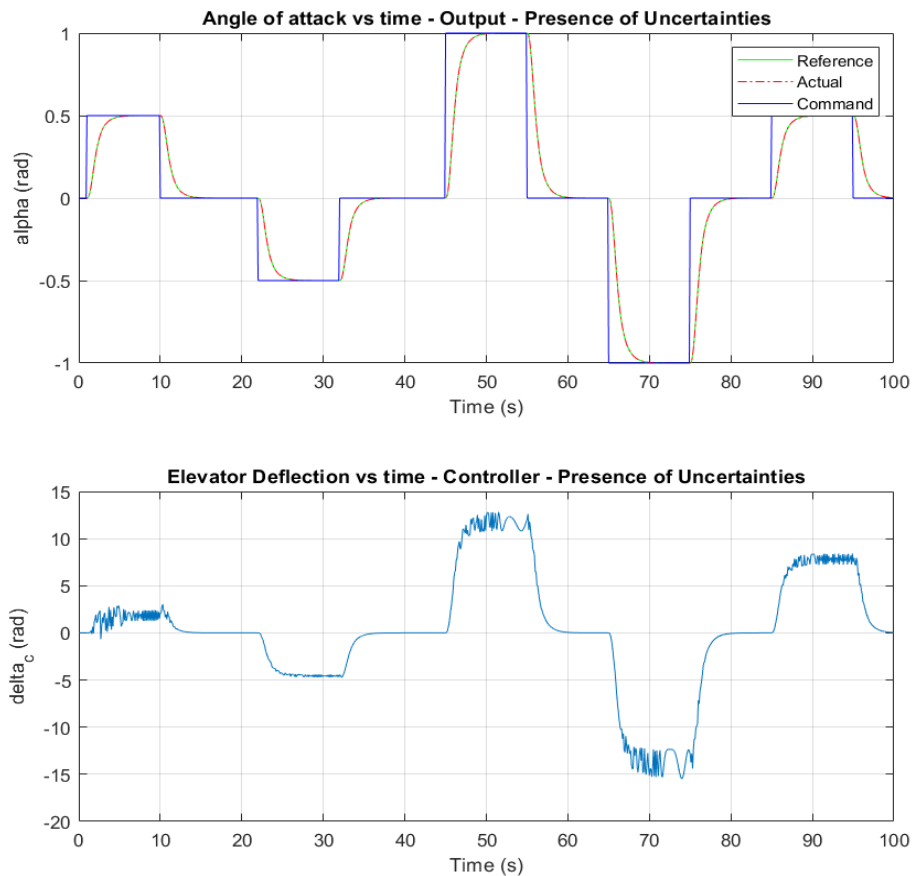 Angle of attack vs time - Output - Presence of Uncertainties
1
0.5
0
-0.5
-1
alpha (rad)
Reference
Actual
Command
0 10 20 30 40 50 60 70 80 90 100
Time (s)
Elevator Deflection vs time - Controller - Presence of Uncertainties
15
10
5
0
-5
-10
-15
-20
delta_c (rad)
0 10 20 30 40 50 60 70 80 90 100
Time (s)